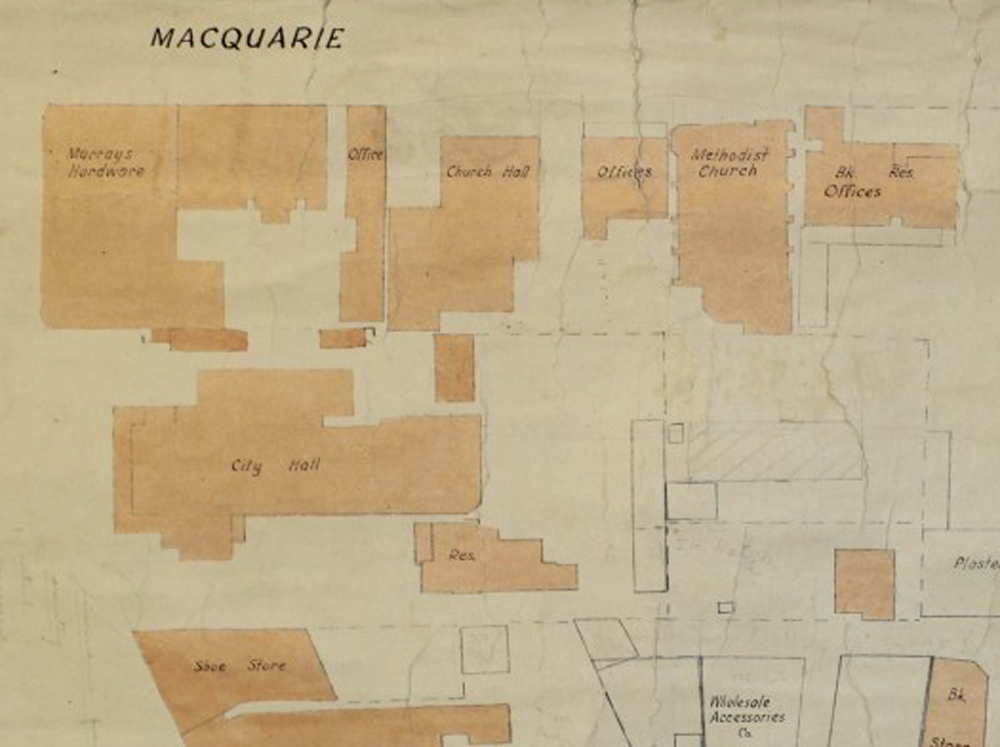 MACQUARIE
Murrays
Hardware
Office
Church Hall
Offices
Methodist
Church
Bk. Res.
Offices
City Hall
Res.
Shoe Store
Wholesale
Accessories
Co.
Bk.
Store